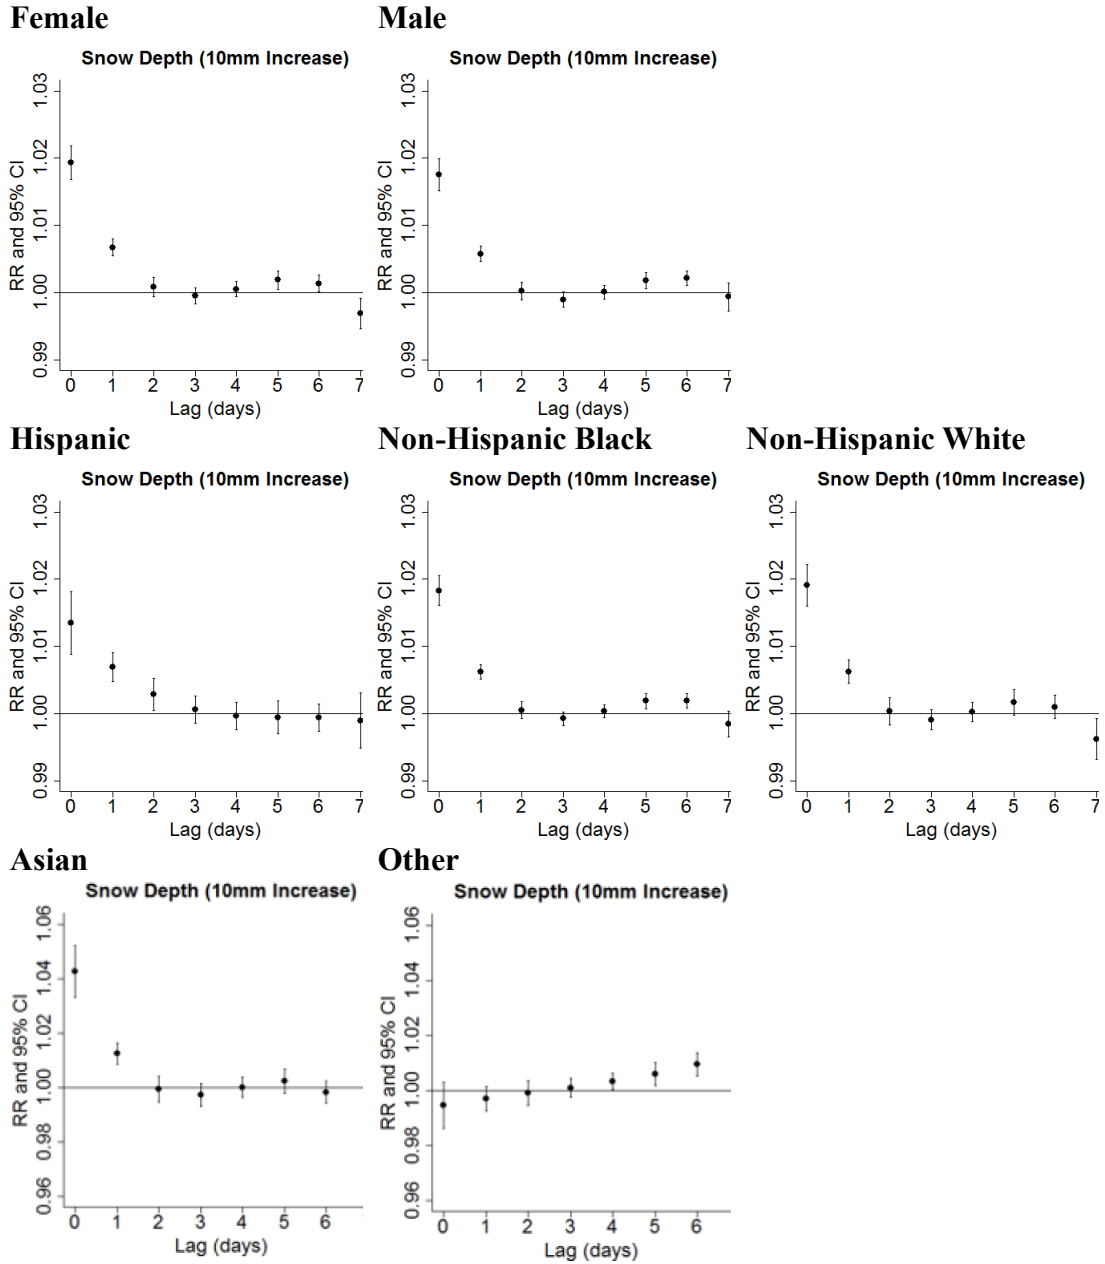 Female
Male
Snow Depth (10mm Increase)
Snow Depth (10mm Increase)
RR and 95% CI
1.03
1.02
1.01
1.00
0.99
0 1 2 3 4 5 6 7
Lag (days)
RR and 95% CI
1.03
1.02
1.01
1.00
0.99
0 1 2 3 4 5 6 7
Lag (days)
Hispanic
Non-Hispanic Black
Non-Hispanic White
Snow Depth (10mm Increase)
Snow Depth (10mm Increase)
Snow Depth (10mm Increase)
RR and 95% CI
1.03
1.02
1.01
1.00
0.99
0 1 2 3 4 5 6 7
Lag (days)
RR and 95% CI
1.03
1.02
1.01
1.00
0.99
0 1 2 3 4 5 6 7
Lag (days)
RR and 95% CI
1.03
1.02
1.01
1.00
0.99
0 1 2 3 4 5 6 7
Lag (days)
Asian
Other
Snow Depth (10mm Increase)
Snow Depth (10mm Increase)
RR and 95% CI
1.06
1.04
1.02
1.00
0.98
0.96
0 1 2 3 4 5 6
Lag (days)
RR and 95% CI
1.06
1.04
1.02
1.00
0.98
0.96
0 1 2 3 4 5 6
Lag (days)